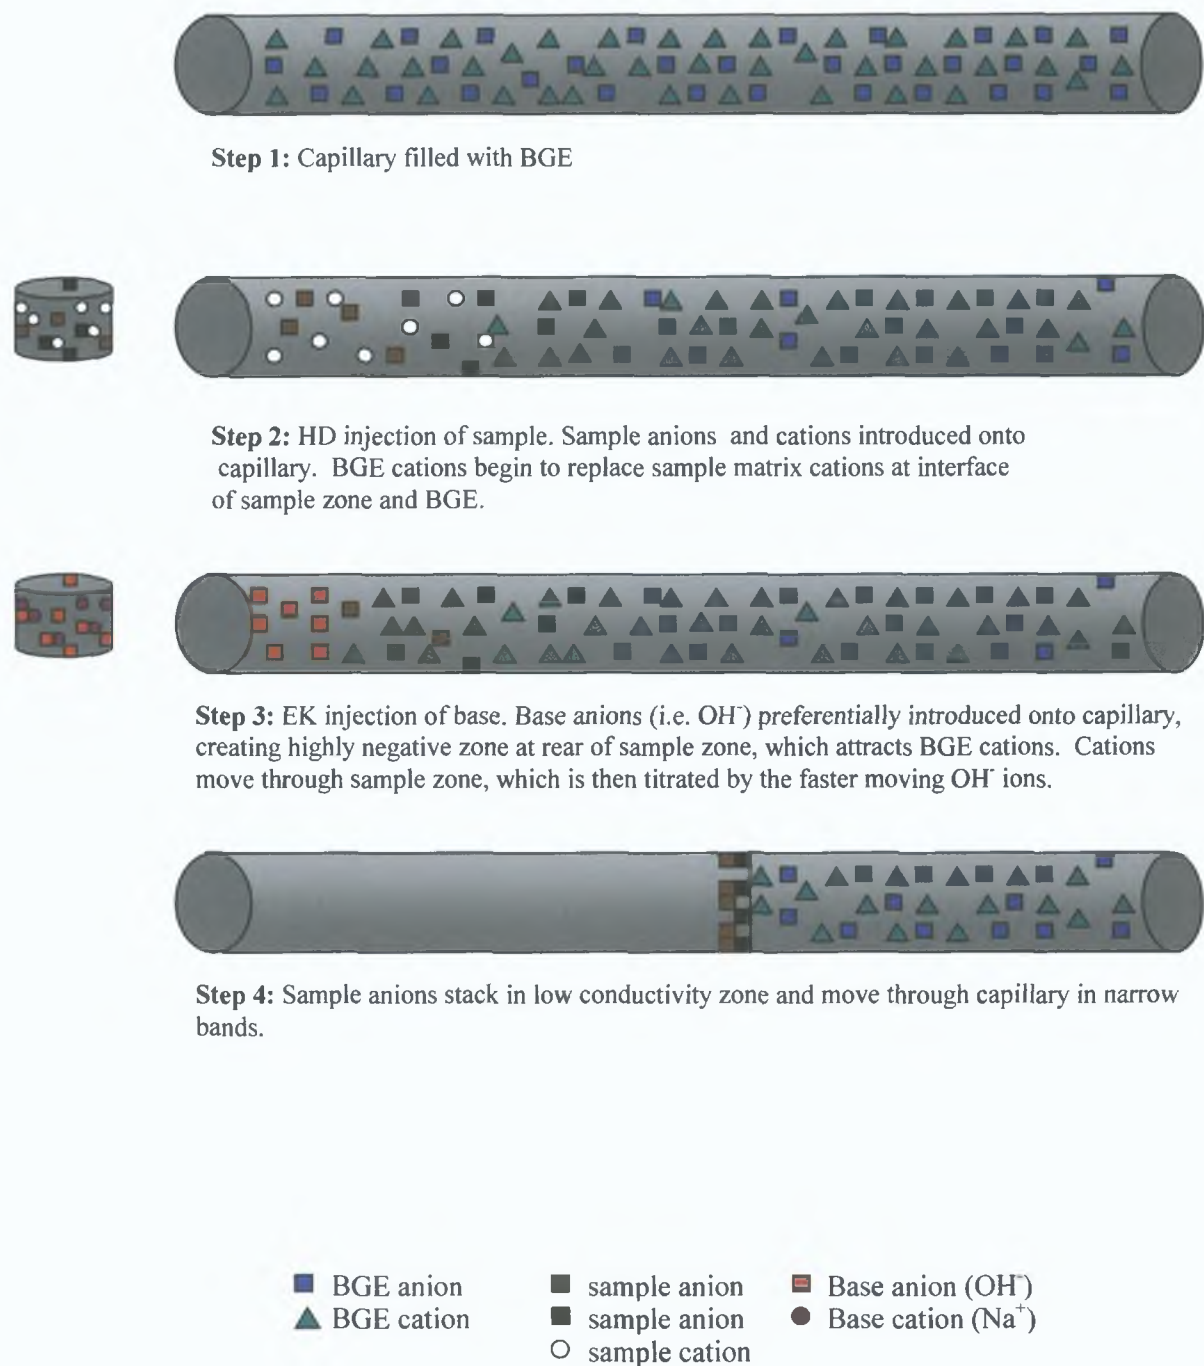 Step 1: Capillary filled with BGE
Step 2: HD injection of sample. Sample anions and cations introduced onto
capillary. BGE cations begin to replace sample matrix cations at interface
of sample zone and BGE.
Step 3: EK injection of base. Base anions (i.e. OH⁻) preferentially introduced onto capillary,
creating highly negative zone at rear of sample zone, which attracts BGE cations. Cations
move through sample zone, which is then titrated by the faster moving OH⁻ ions.
Step 4: Sample anions stack in low conductivity zone and move through capillary in narrow
bands.
BGE anion
BGE cation
sample anion
sample anion
sample cation
Base anion (OH⁻)
Base cation (Na⁺)